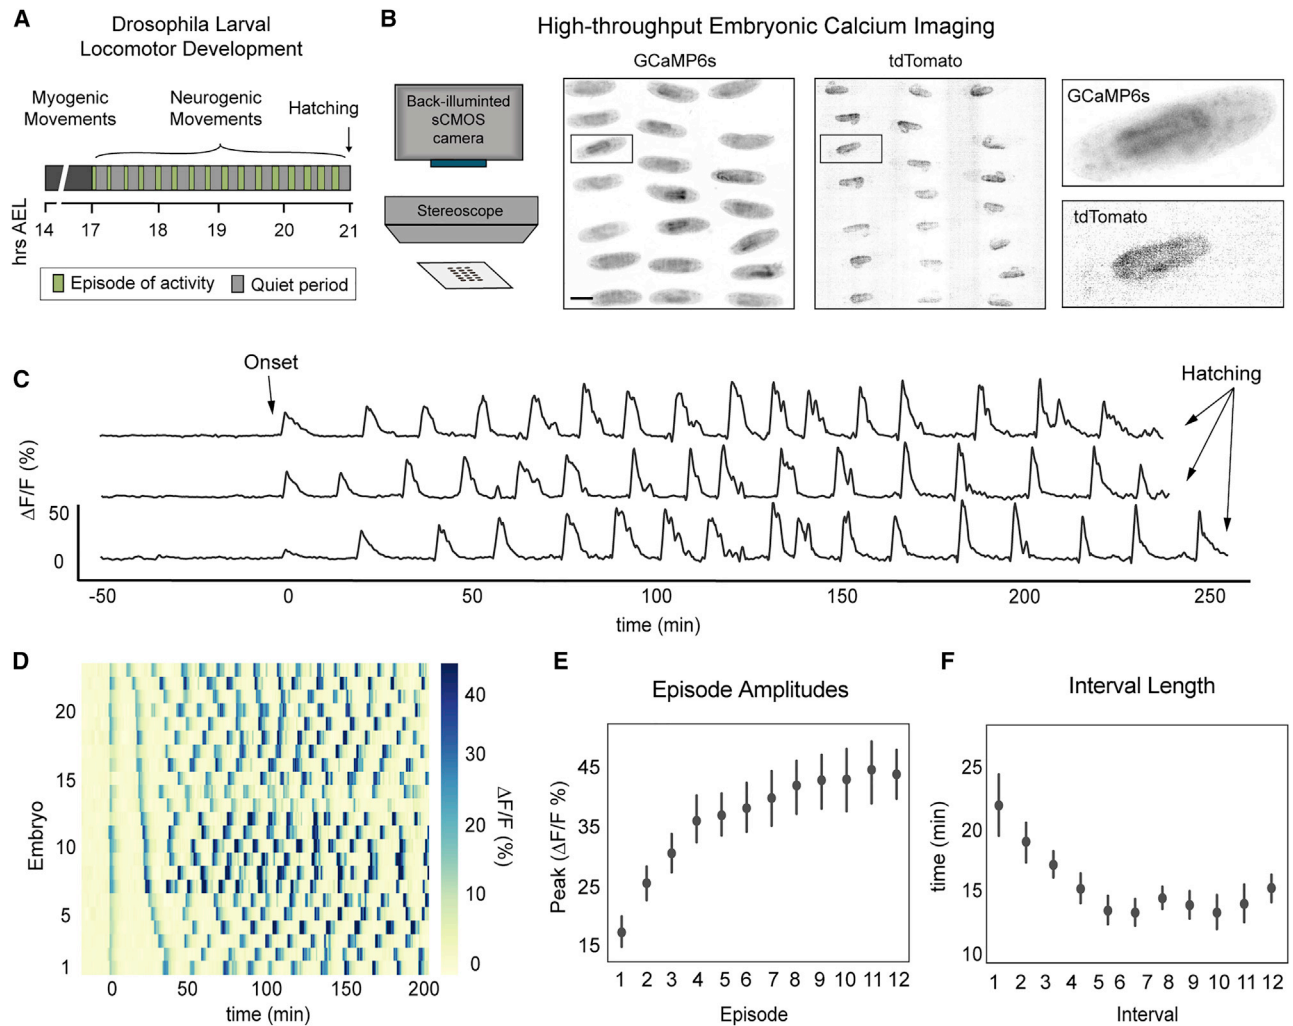 A
Drosophila Larval
Locomotor Development
Myogenic
Movements
Neurogenic
Movements
Hatching
hrs AEL
14 17 18 19 20 21
Episode of activity Quiet period
B
High-throughput Embryonic Calcium Imaging
GCaMP6s tdTomato
Back-illuminted
sCMOS
camera
Stereoscope
GCaMP6s
tdTomato
C
Onset
Hatching
ΔF/F (%)
50
0
-50 0 50 100 150 200 250
time (min)
D
Embryo
20
15
10
5
1
0 50 100 150 200
time (min)
40
30
20
10
0
ΔF/F (%)
E
Episode Amplitudes
Peak (ΔF/F %)
45
35
25
15
1 2 3 4 5 6 7 8 9 10 11 12
Episode
F
Interval Length
time (min)
25
20
15
10
1 2 3 4 5 6 7 8 9 10 11 12
Interval